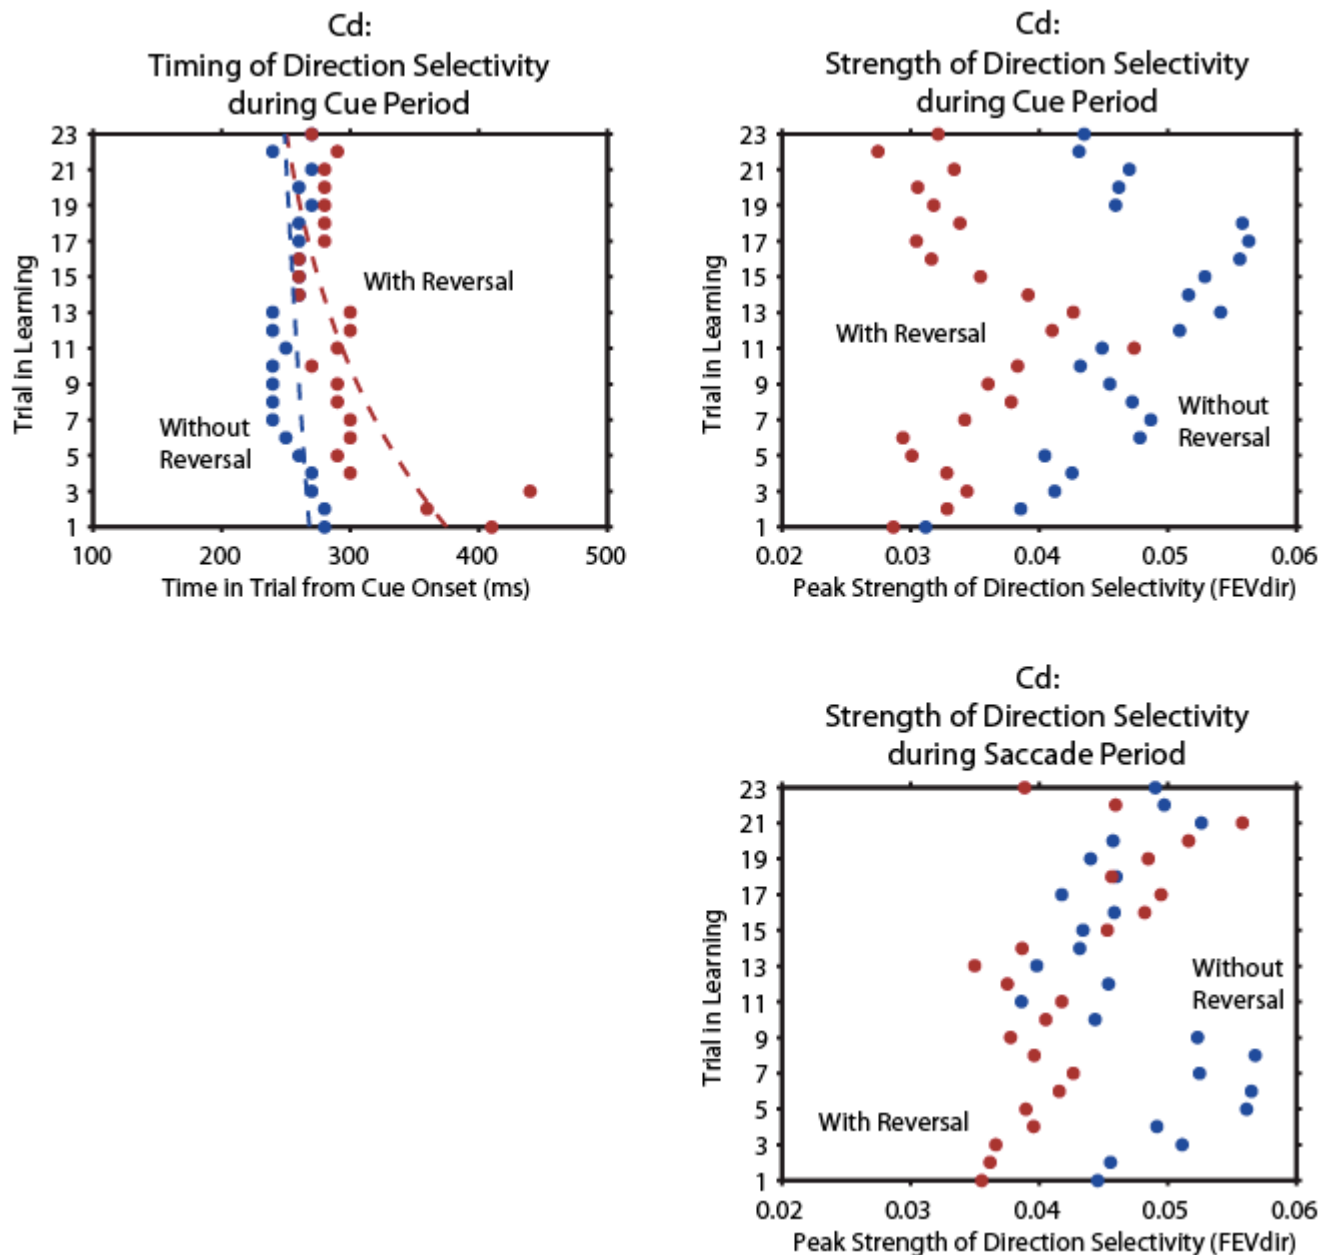 Cd:
Timing of Direction Selectivity
during Cue Period
23
21
19
17
15
13
11
9
7
5
3
1
Trial in Learning
With Reversal
Without
Reversal
100
200
300
400
500
Time in Trial from Cue Onset (ms)
Cd:
Strength of Direction Selectivity
during Cue Period
23
21
19
17
15
13
11
9
7
5
3
1
Trial in Learning
With Reversal
Without
Reversal
0.02
0.03
0.04
0.05
0.06
Peak Strength of Direction Selectivity (FEVdir)
Cd:
Strength of Direction Selectivity
during Saccade Period
23
21
19
17
15
13
11
9
7
5
3
1
Trial in Learning
Without
Reversal
With Reversal
0.02
0.03
0.04
0.05
0.06
Peak Strength of Direction Selectivity (FEVdir)